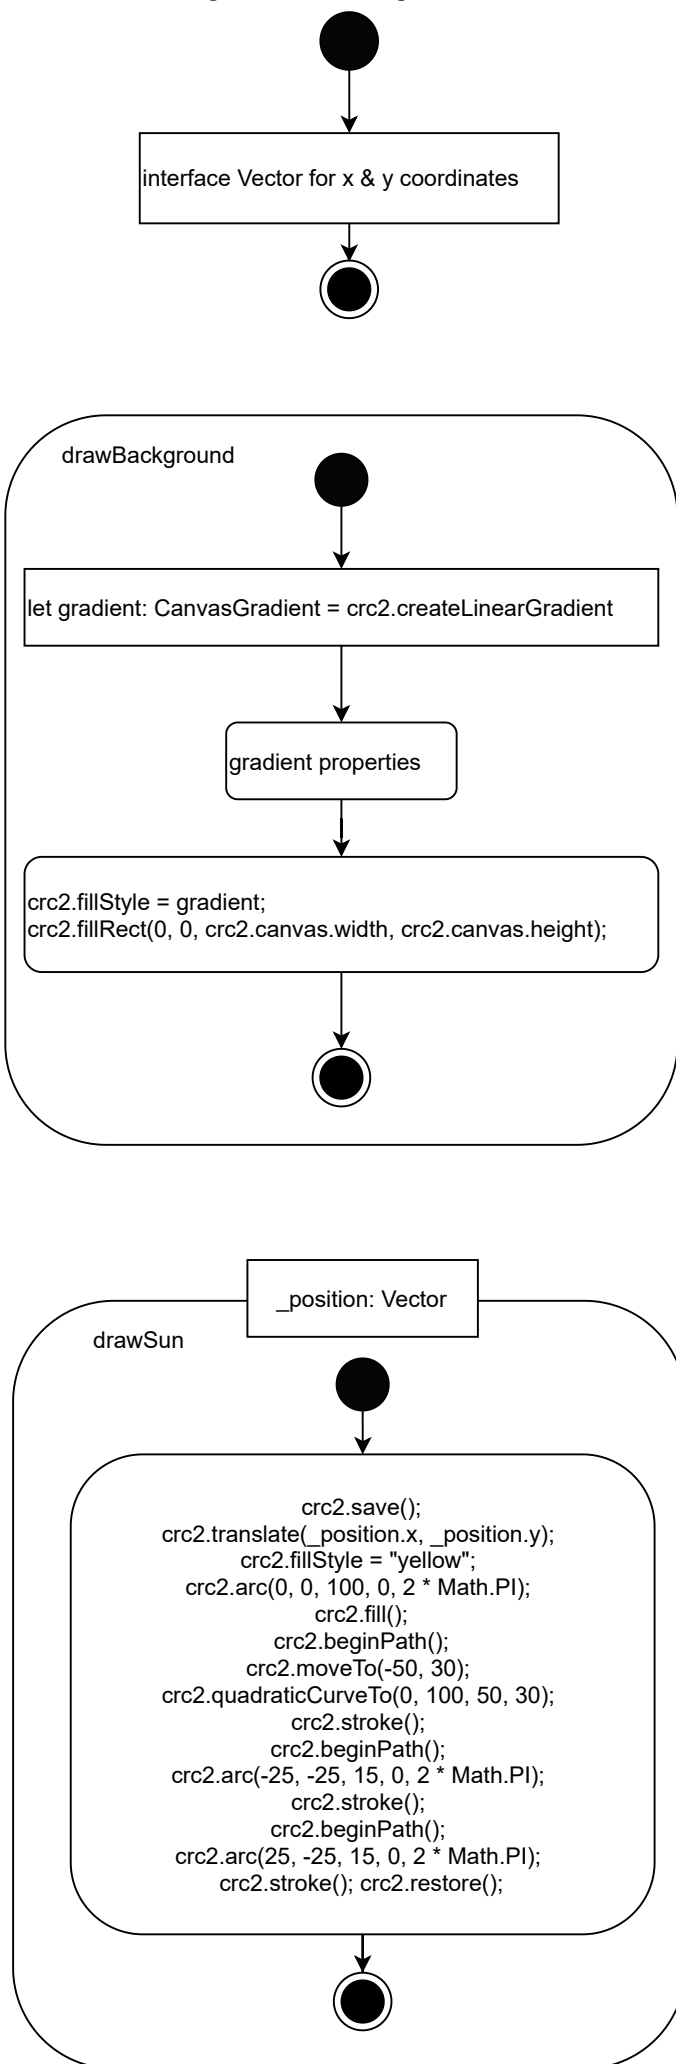 interface Vector for x & y coordinates
drawBackground
let gradient: CanvasGradient = crc2.createLinearGradient
gradient properties
crc2.fillStyle = gradient;
crc2.fillRect(0, 0, crc2.canvas.width, crc2.canvas.height);
_position: Vector
drawSun
crc2.save();
crc2.translate(_position.x, _position.y);
crc2.fillStyle = "yellow";
crc2.arc(0, 0, 100, 0, 2 * Math.PI);
crc2.fill();
crc2.beginPath();
crc2.moveTo(-50, 30);
crc2.quadraticCurveTo(0, 100, 50, 30);
crc2.stroke();
crc2.beginPath();
crc2.arc(-25, -25, 15, 0, 2 * Math.PI);
crc2.stroke();
crc2.beginPath();
crc2.arc(25, -25, 15, 0, 2 * Math.PI);
crc2.stroke(); crc2.restore();